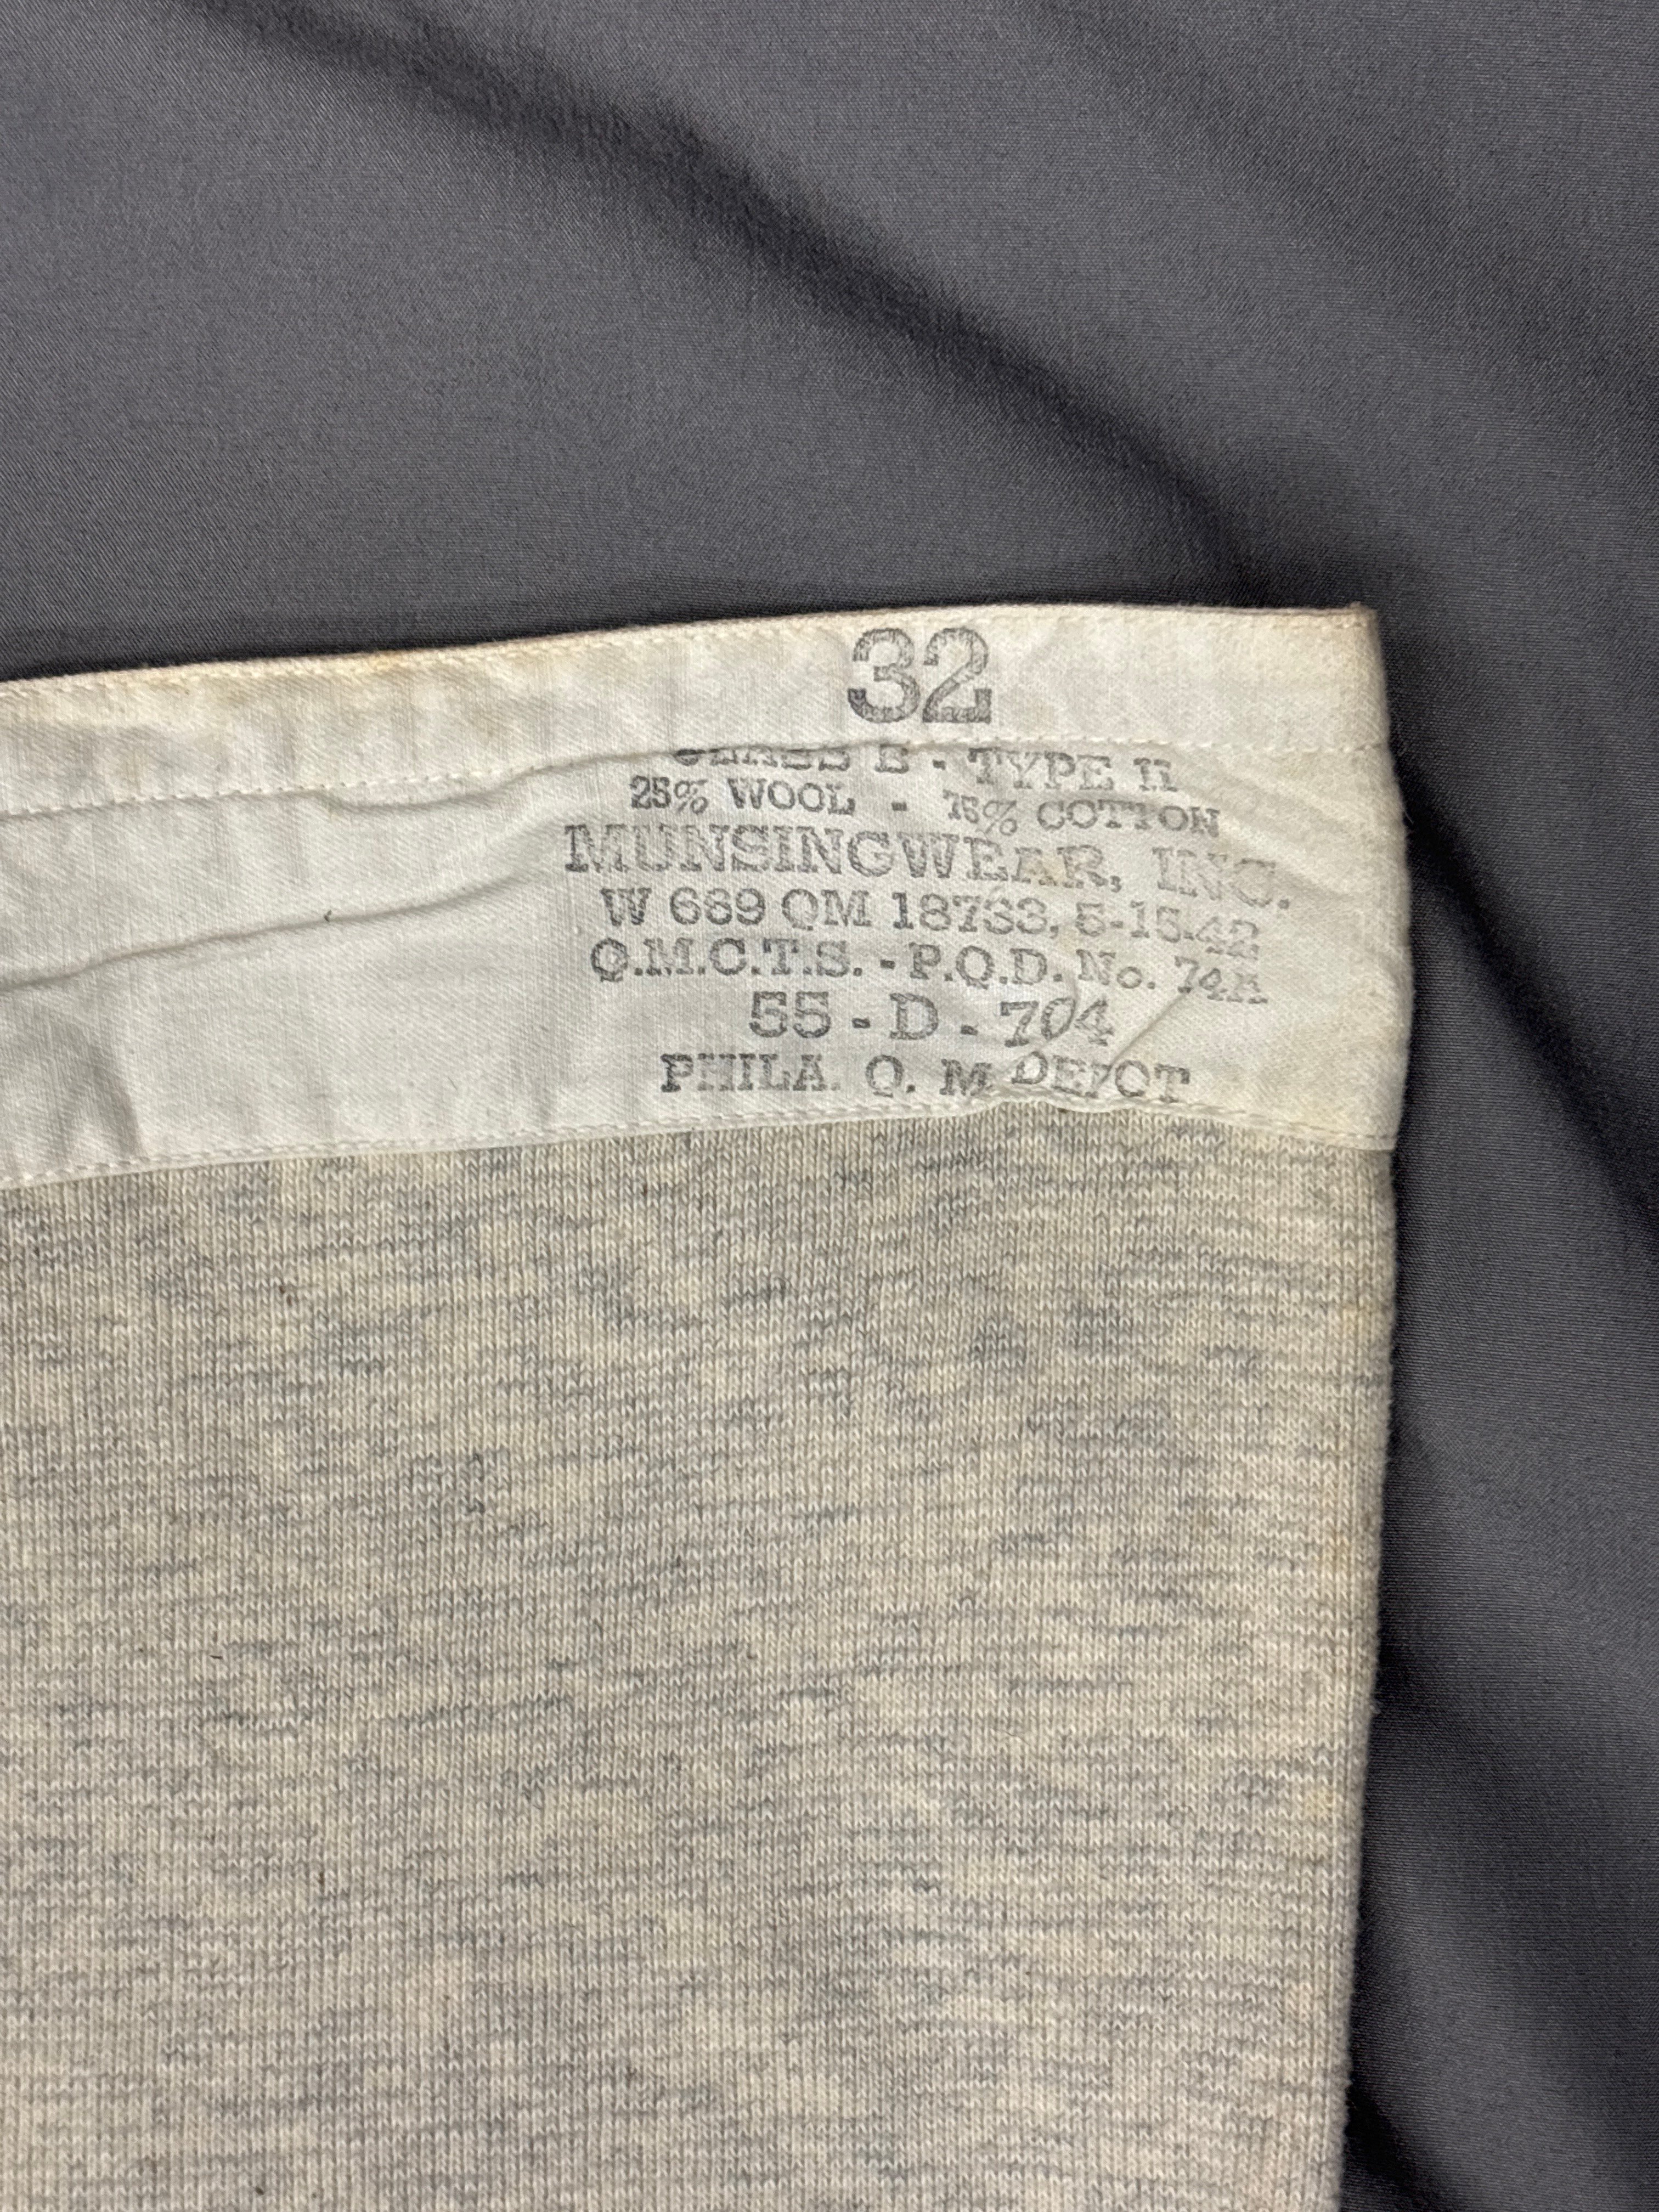 32
CLASS B - TYPE II
25% WOOL - 75% COTTON
MUNSINGWEAR, INC.
W 669 QM 18733, 5-15-42
Q.M.C.T.S. - P.Q.D. No. 74A
55 - D - 704
PHILA. Q. M DEPOT